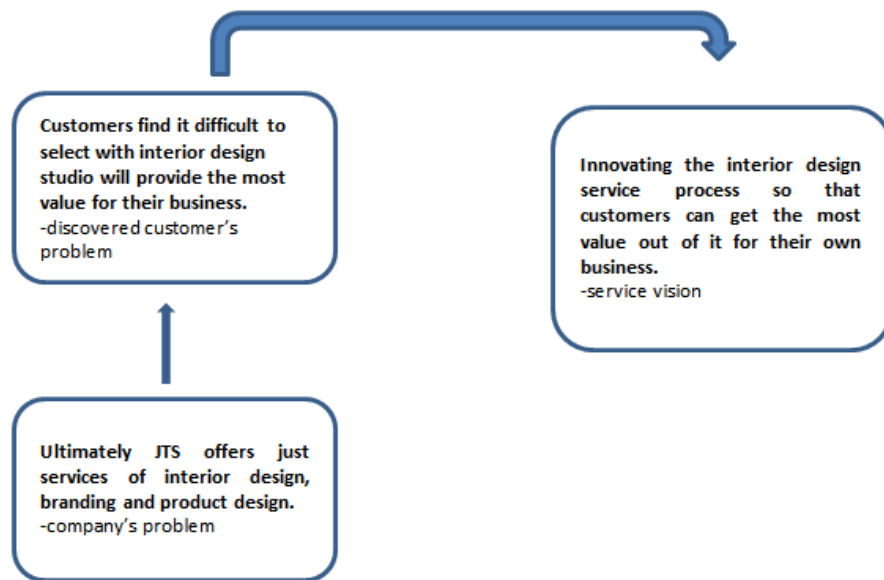 Customers find it difficult to
select with interior design
studio will provide the most
value for their business.
-discovered customer's
problem
Innovating the interior design
service process so that
customers can get the most
value out of it for their own
business.
-service vision
Ultimately JTS offers just
services of interior design,
branding and product design.
-company's problem